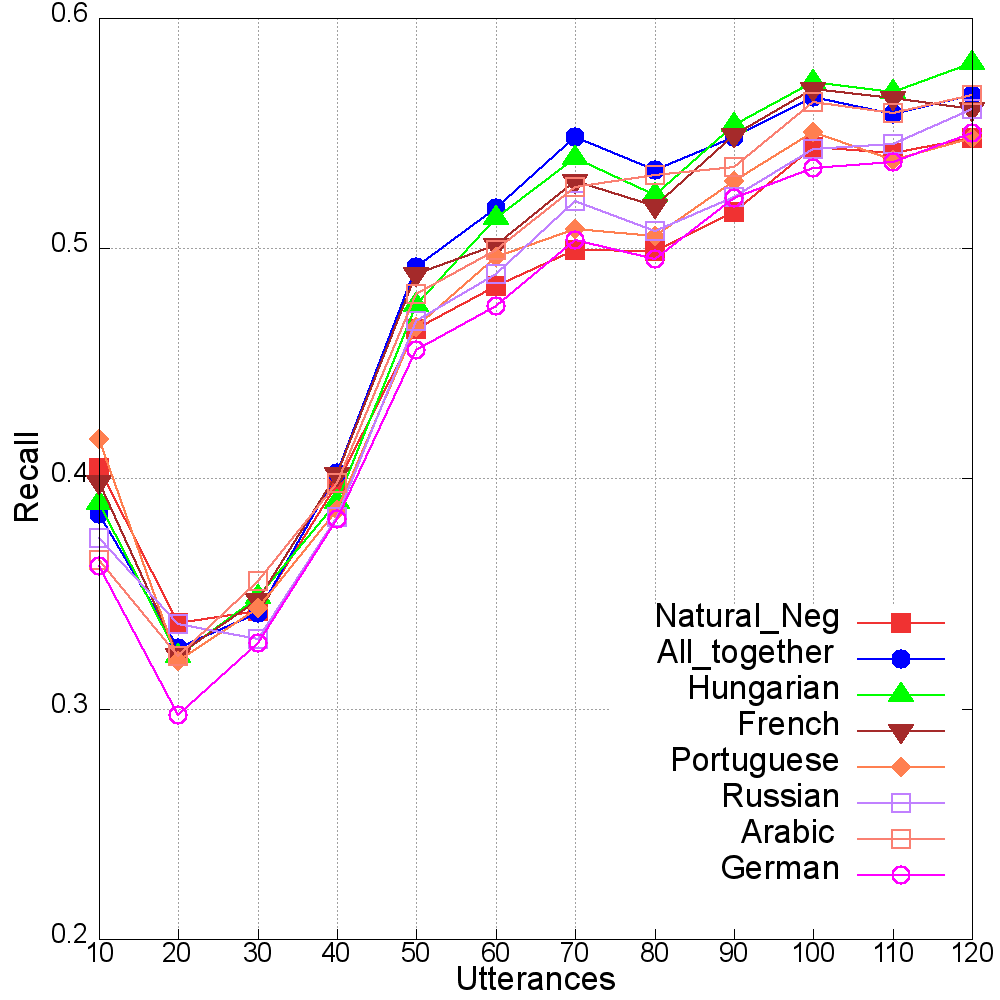 0.6
0.5
0.4
0.3
0.2
Recall
10 20 30 40 50 60 70 80 90 100 110 120
Utterances
Natural_Neg
All_together
Hungarian
French
Portuguese
Russian
Arabic
German